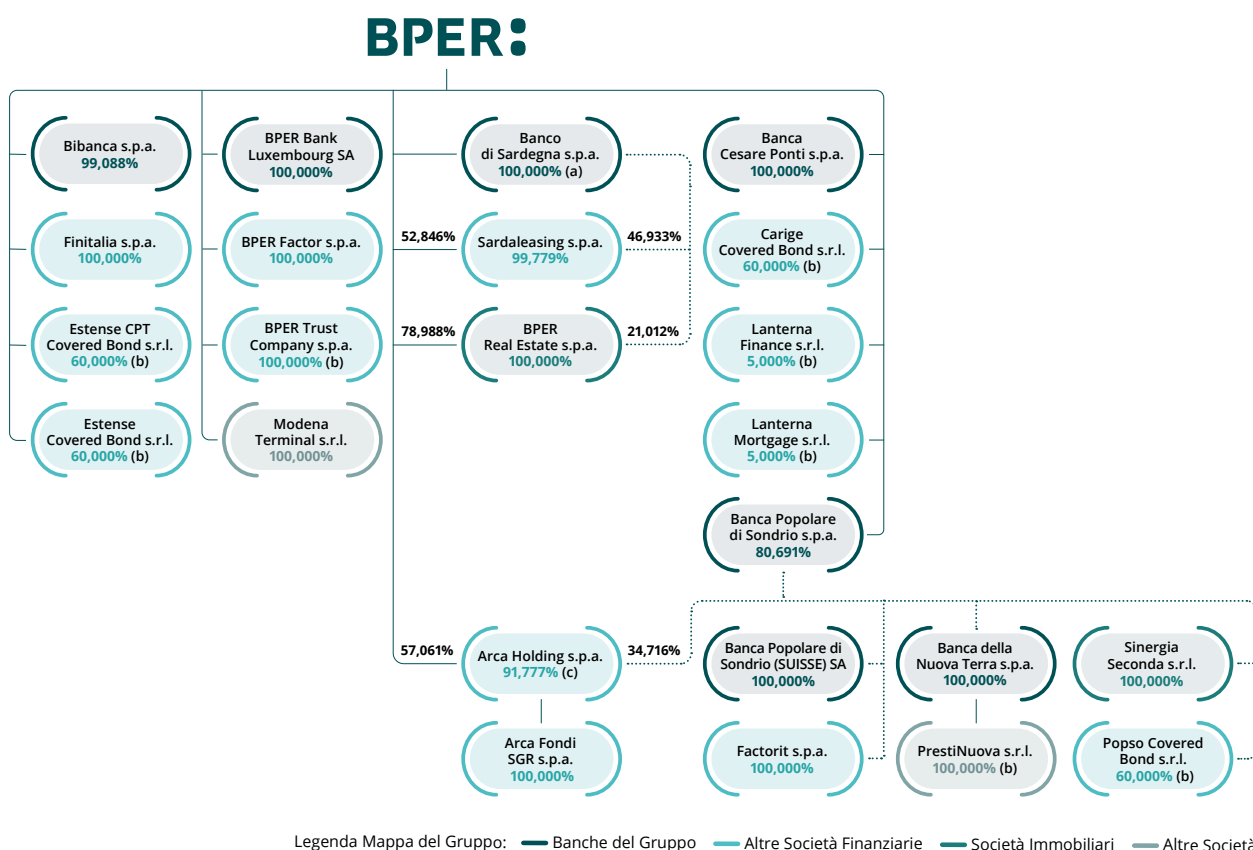 BPER:
Bibanca s.p.a.
99,088%
Finitalia s.p.a.
100,000%
Estense CPT
Covered Bond s.r.l.
60,000% (b)
Estense
Covered Bond s.r.l.
60,000% (b)
BPER Bank
Luxembourg SA
100,000%
BPER Factor s.p.a.
100,000%
BPER Trust
Company s.p.a.
100,000% (b)
Modena
Terminal s.r.l.
100,000%
Banco
di Sardegna s.p.a.
100,000% (a)
52,846%
Sardaleasing s.p.a.
99,779%
46,933%
78,988%
BPER
Real Estate s.p.a.
100,000%
21,012%
Banca
Cesare Ponti s.p.a.
100,000%
Carige
Covered Bond s.r.l.
60,000% (b)
Lanterna
Finance s.r.l.
5,000% (b)
Lanterna
Mortgage s.r.l.
5,000% (b)
Banca Popolare
di Sondrio s.p.a.
80,691%
57,061%
Arca Holding s.p.a.
91,777% (c)
34,716%
Arca Fondi
SGR s.p.a.
100,000%
Banca Popolare di
Sondrio (SUISSE) SA
100,000%
Factorit s.p.a.
100,000%
Banca della
Nuova Terra s.p.a.
100,000%
PrestiNuova s.r.l.
100,000% (b)
Sinergia
Seconda s.r.l.
100,000%
Popso Covered
Bond s.r.l.
60,000% (b)
Legenda Mappa del Gruppo: Banche del Gruppo Altre Società Finanziarie Società Immobiliari Altre Società